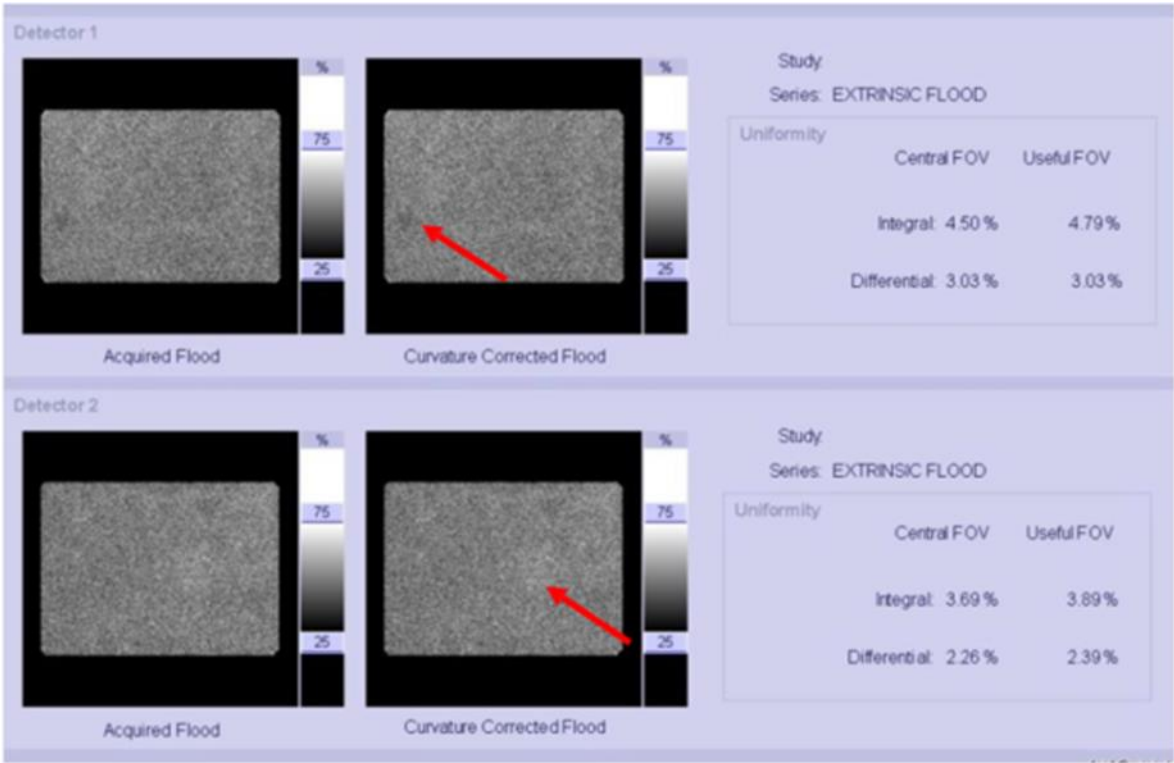 Detector 1
%
75
25
Acquired Flood
%
75
25
Curvature Corrected Flood
Study:
Series: EXTRINSIC FLOOD
Uniformity
Central FOV Useful FOV
Integral: 4.50 % 4.79 %
Differential: 3.03 % 3.03 %
Detector 2
%
75
25
Acquired Flood
%
75
25
Curvature Corrected Flood
Study:
Series: EXTRINSIC FLOOD
Uniformity
Central FOV Useful FOV
Integral: 3.69 % 3.89 %
Differential: 2.26 % 2.39 %